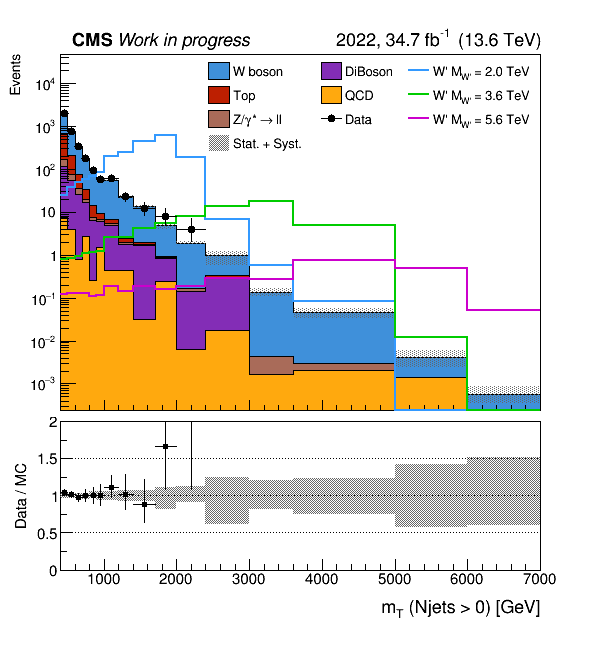 CMS Work in progress 2022, 34.7 fb⁻¹ (13.6 TeV)
Events
W boson DiBoson W' M_W' = 2.0 TeV
Top QCD W' M_W' = 3.6 TeV
Z/γ* → ll Data W' M_W' = 5.6 TeV
Stat. + Syst.
10⁴
10³
10²
10
1
10⁻¹
10⁻²
10⁻³
Data / MC
2
1.5
1
0.5
0
1000 2000 3000 4000 5000 6000 7000
m_T (Njets > 0) [GeV]